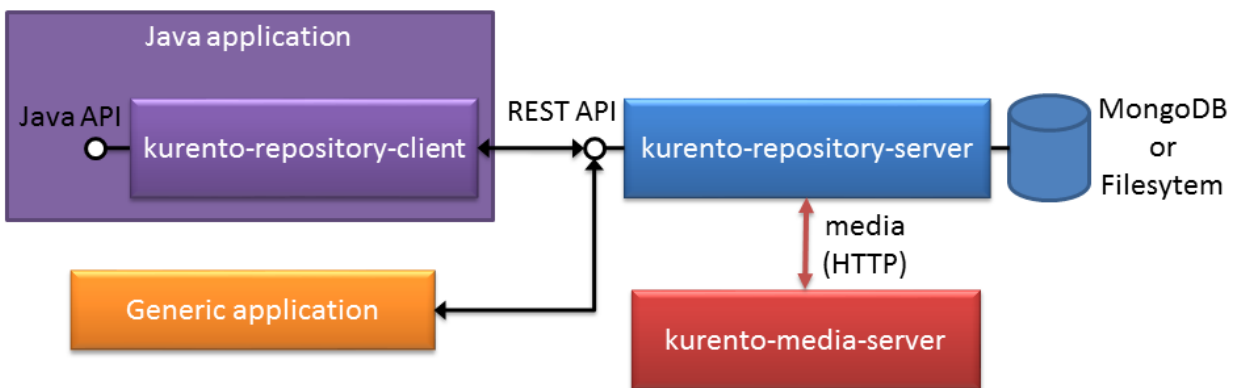 Java application
Java API
kurento-repository-client
REST API
kurento-repository-server
MongoDB
or
Filesytem
media
(HTTP)
Generic application
kurento-media-server